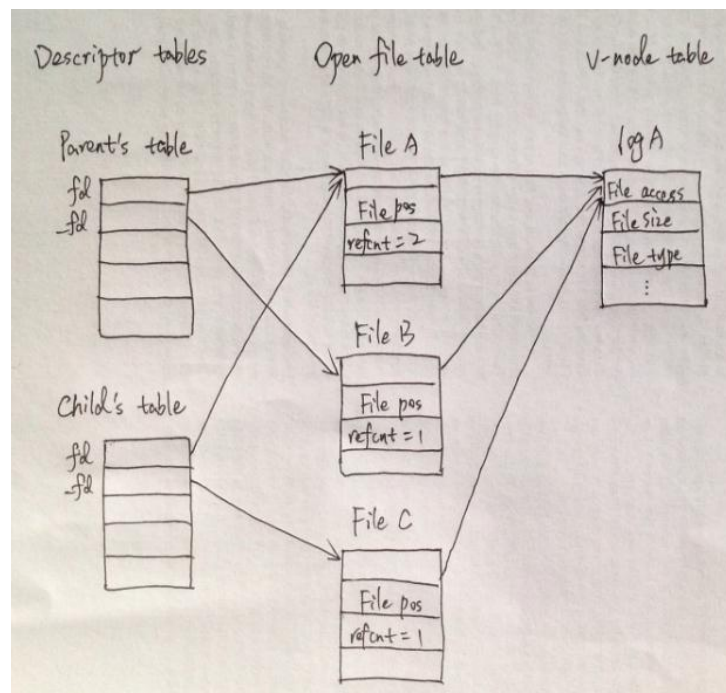 Descriptor tables
Open file table
V-node table
Parent's table
fd
_fd
File A
File pos
refcnt = 2
log A
File access
File size
File type
⋮
File B
File pos
refcnt = 1
Child's table
fd
_fd
File C
File pos
refcnt = 1